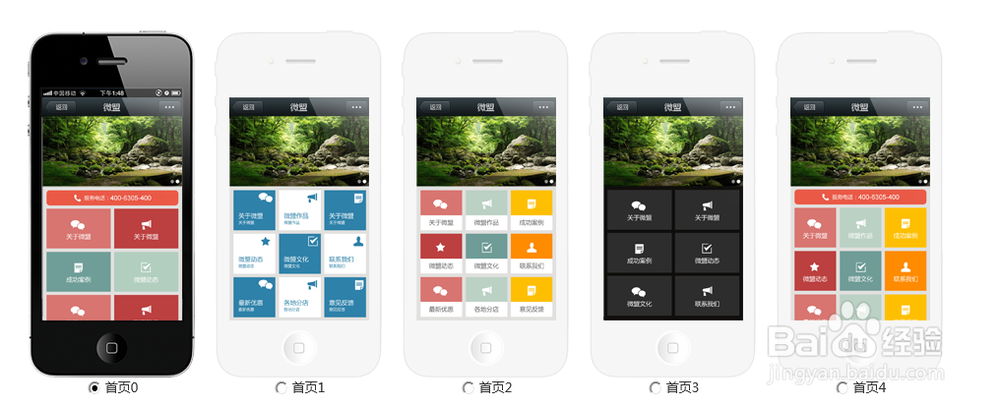 中国移动 下午1:48
返回 微盟
服务电话：400-6305-400
关于微盟 关于微盟
成功案例 微盟动态
首页0
返回 微盟
关于微盟 微盟作品 关于微盟
关于微盟 微盟作品 关于微盟
微盟动态 微盟文化 联系我们
微盟动态 微盟文化 联系我们
最新优惠 各地分店 意见反馈
最新优惠 各地分店 意见反馈
首页1
返回 微盟
关于微盟 微盟作品 成功案例
微盟动态 微盟文化 联系我们
最新优惠 各地分店 意见反馈
首页2
返回 微盟
关于微盟 关于微盟
成功案例 微盟动态
微盟文化 联系我们
首页3
返回 微盟
服务电话：400-6305-400
关于微盟 微盟作品 成功案例
微盟动态 微盟文化 联系我们
首页4
Baidu 经验
jingyan.baidu.com